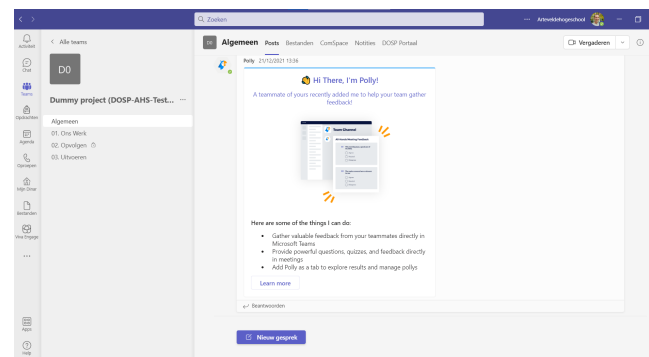 Zoeken
Arteveldehogeschool
Activiteit
Chat
Teams
Opdrachten
Agenda
Oproepen
Mijn Dinar
Bestanden
Viva Engage
Apps
Help
Alle teams
D0
Dummy project (DOSP-AHS-Test...
Algemeen
01. Ons Werk
02. Opvolgen
03. Uitvoeren
D0 Algemeen Posts Bestanden ComSpace Notities DOSP Portaal
Vergaderen
Polly 21/12/2021 13:36
Hi There, I'm Polly!
A teammate of yours recently added me to help your team gather
feedback!
Team Channel
Here are some of the things I can do:
• Gather valuable feedback from your teammates directly in
Microsoft Teams
• Provide powerful questions, quizzes, and feedback directly
in meetings
• Add Polly as a tab to explore results and manage pollys
Learn more
Beantwoorden
Nieuw gesprek